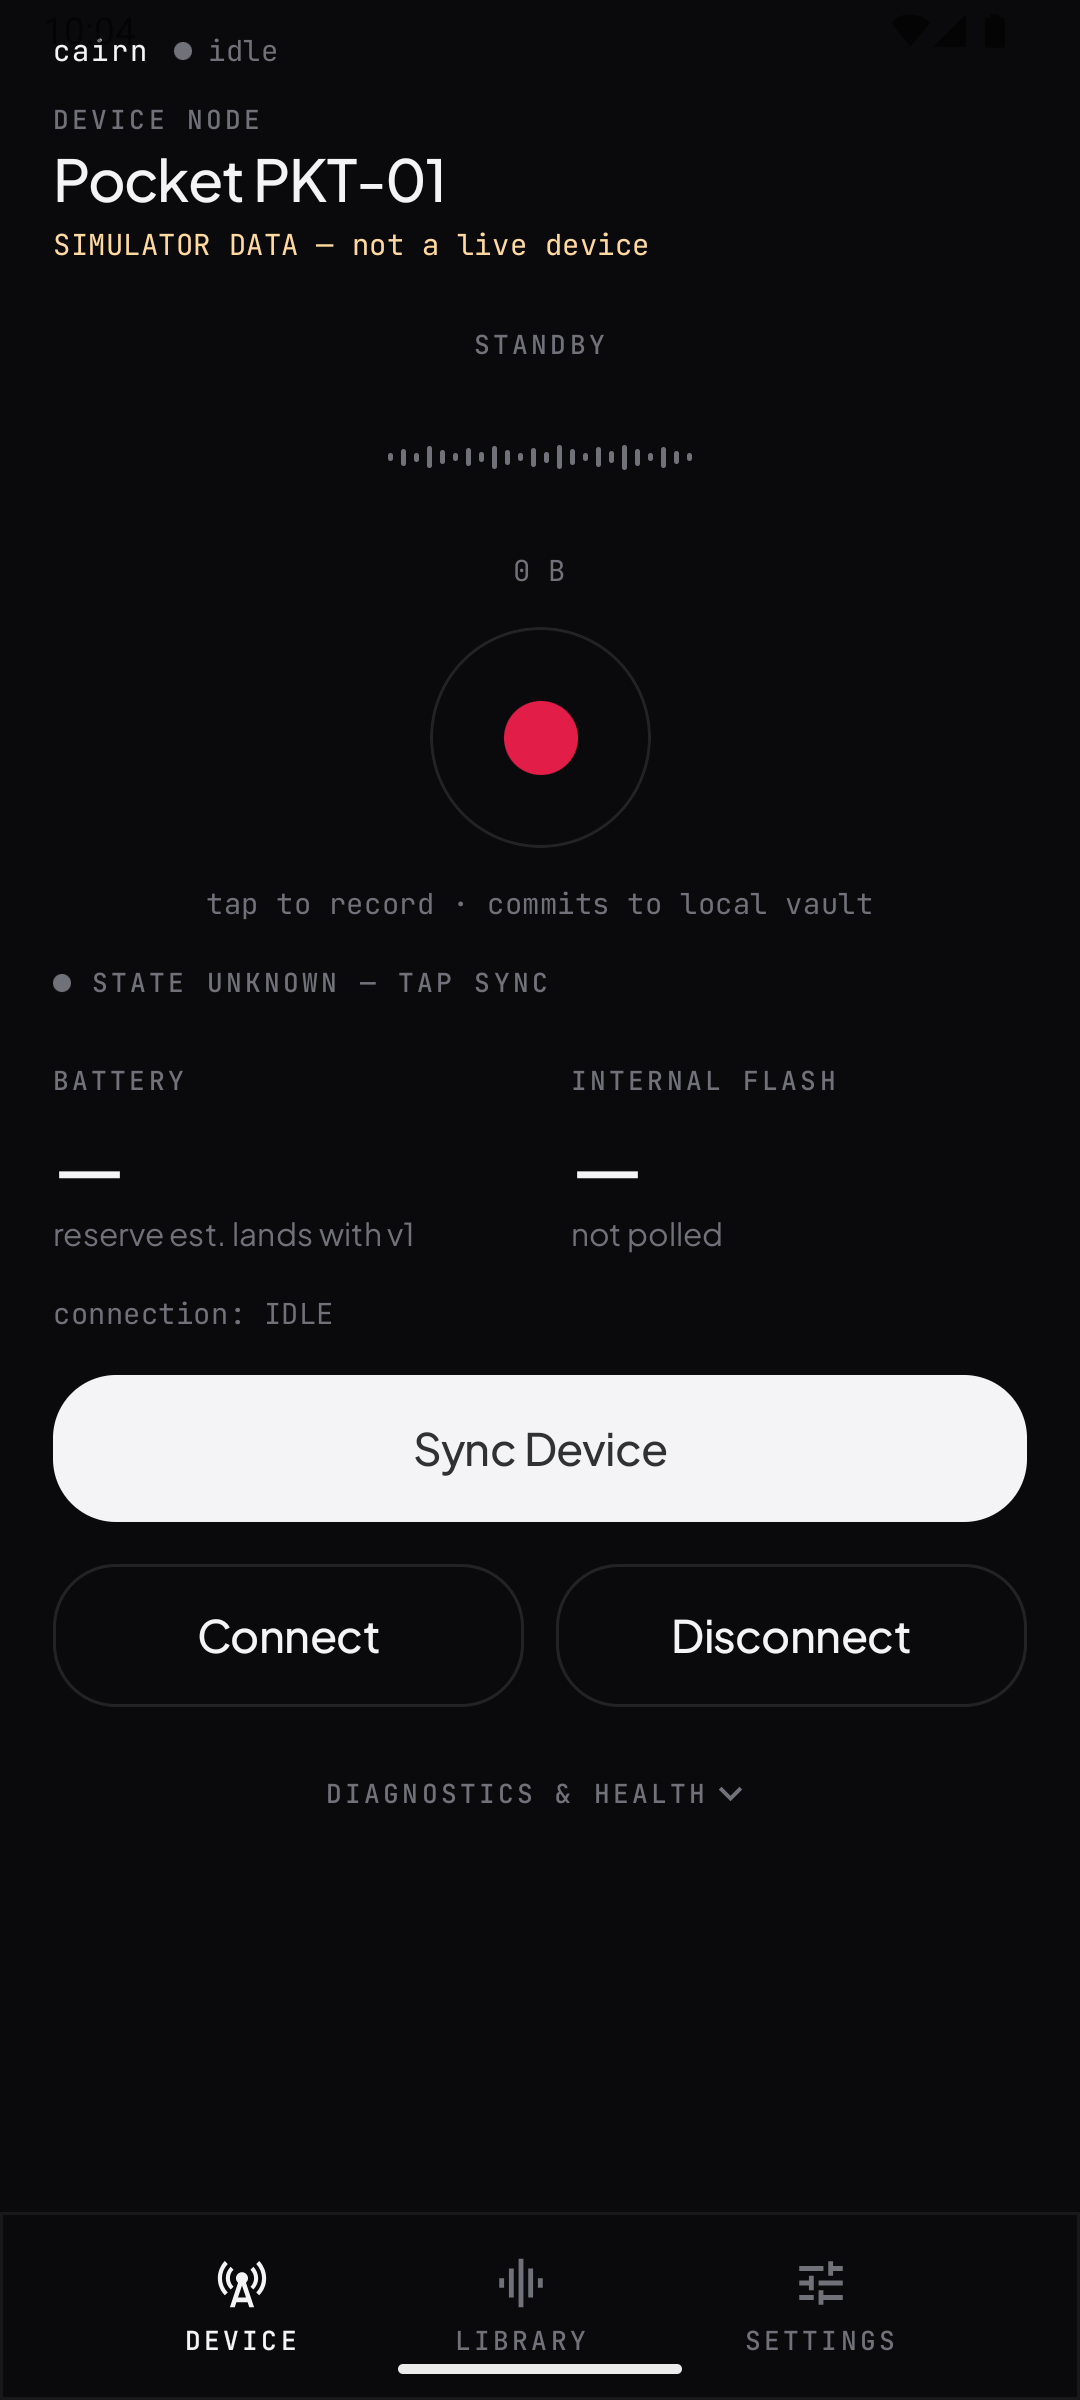 10:04
cairn idle
DEVICE NODE
Pocket PKT-01
SIMULATOR DATA — not a live device
STANDBY
0 B
tap to record · commits to local vault
STATE UNKNOWN — TAP SYNC
BATTERY INTERNAL FLASH
— —
reserve est. lands with v1 not polled
connection: IDLE
Sync Device
Connect Disconnect
DIAGNOSTICS & HEALTH
DEVICE LIBRARY SETTINGS